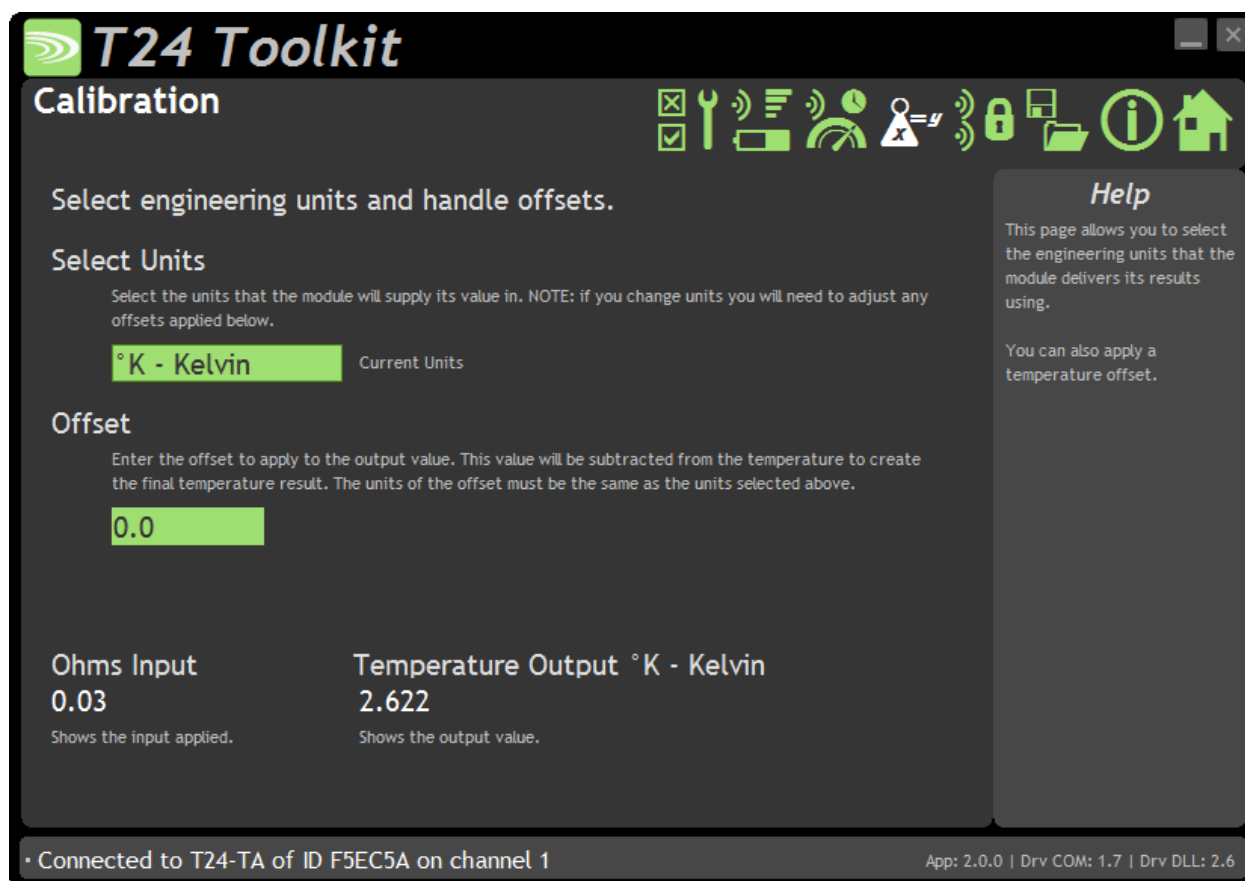 T24 Toolkit
Calibration
x=y
Select engineering units and handle offsets.
Select Units
Select the units that the module will supply its value in. NOTE: if you change units you will need to adjust any
offsets applied below.
°K - Kelvin Current Units
Offset
Enter the offset to apply to the output value. This value will be subtracted from the temperature to create
the final temperature result. The units of the offset must be the same as the units selected above.
0.0
Ohms Input Temperature Output °K - Kelvin
0.03 2.622
Shows the input applied. Shows the output value.
Help
This page allows you to select
the engineering units that the
module delivers its results
using.
You can also apply a
temperature offset.
Connected to T24-TA of ID F5EC5A on channel 1 App: 2.0.0 | Drv COM: 1.7 | Drv DLL: 2.6